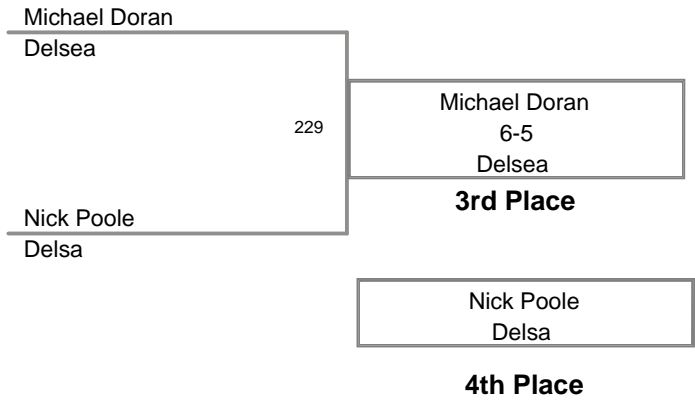 Michael Doran
Delsea
229
Michael Doran
6-5
Delsea
3rd Place
Nick Poole
Delsa
Nick Poole
Delsa
4th Place